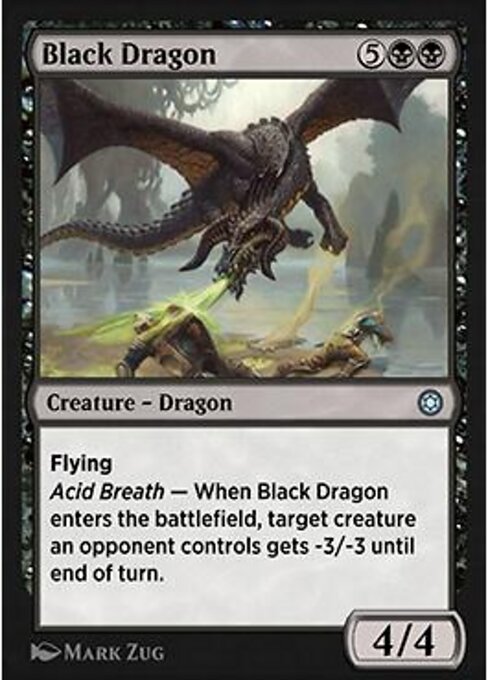 Black Dragon 5
Creature – Dragon
Flying
Acid Breath — When Black Dragon
enters the battlefield, target creature
an opponent controls gets -3/-3 until
end of turn.
4/4
Mark Zug